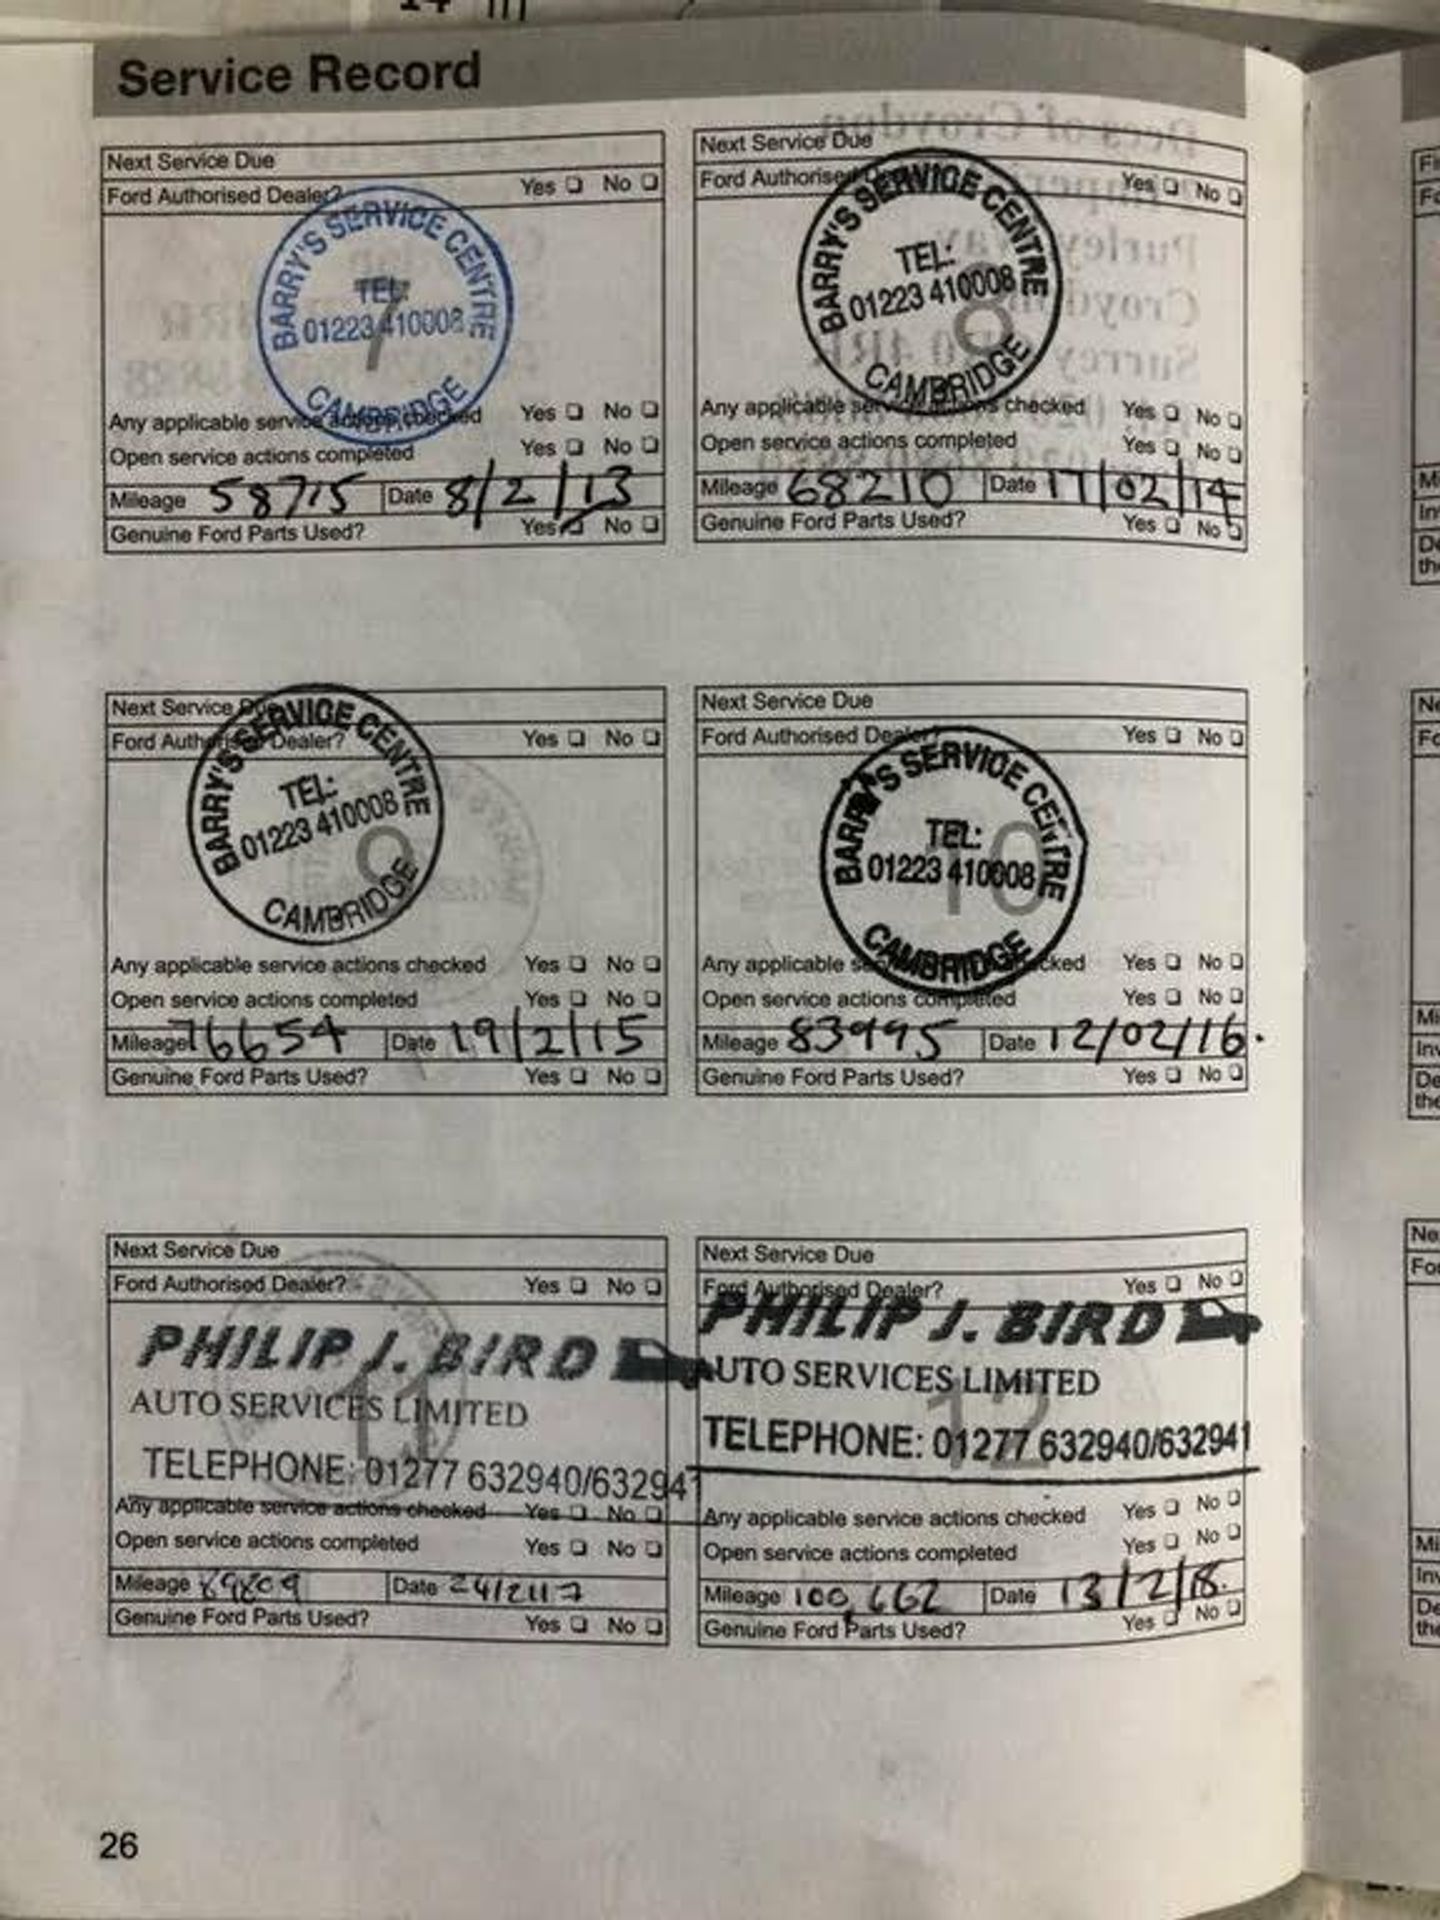 Service Record
Next Service Due
Ford Authorised Dealer? Yes No
BARRY'S SERVICE CENTRE
TEL:
01223 410008
7
CAMBRIDGE
Any applicable service actions checked Yes No
Open service actions completed Yes No
Mileage 58715 Date 8/2/13
Genuine Ford Parts Used? Yes No
Next Service Due
Ford Authorised Yes No
BARRY'S SERVICE CENTRE
TEL:
01223 410008
8
CAMBRIDGE
Any applicable service actions checked Yes No
Open service actions completed Yes No
Mileage 68210 Date 17/02/14
Genuine Ford Parts Used? Yes No
Next Service Due
Ford Authorised Dealer? Yes No
BARRY'S SERVICE CENTRE
TEL:
01223 410008
9
CAMBRIDGE
Any applicable service actions checked Yes No
Open service actions completed Yes No
Mileage 76654 Date 19/2/15
Genuine Ford Parts Used? Yes No
Next Service Due
Ford Authorised Dealer? Yes No
BARRY'S SERVICE CENTRE
TEL:
01223 410008
10
CAMBRIDGE
Any applicable service actions checked Yes No
Open service actions completed Yes No
Mileage 83995 Date 12/02/16.
Genuine Ford Parts Used? Yes No
Next Service Due
Ford Authorised Dealer? Yes No
PHILIP J. BIRD
AUTO SERVICES LIMITED
11
TELEPHONE: 01277 632940/632941
Any applicable service actions checked Yes No
Open service actions completed Yes No
Mileage 89809 Date 24/2/17
Genuine Ford Parts Used? Yes No
Next Service Due
Ford Authorised Dealer? Yes No
PHILIP J. BIRD
AUTO SERVICES LIMITED
12
TELEPHONE: 01277 632940/632941
Any applicable service actions checked Yes No
Open service actions completed Yes No
Mileage 100,662 Date 13/2/18.
Genuine Ford Parts Used? Yes No
26